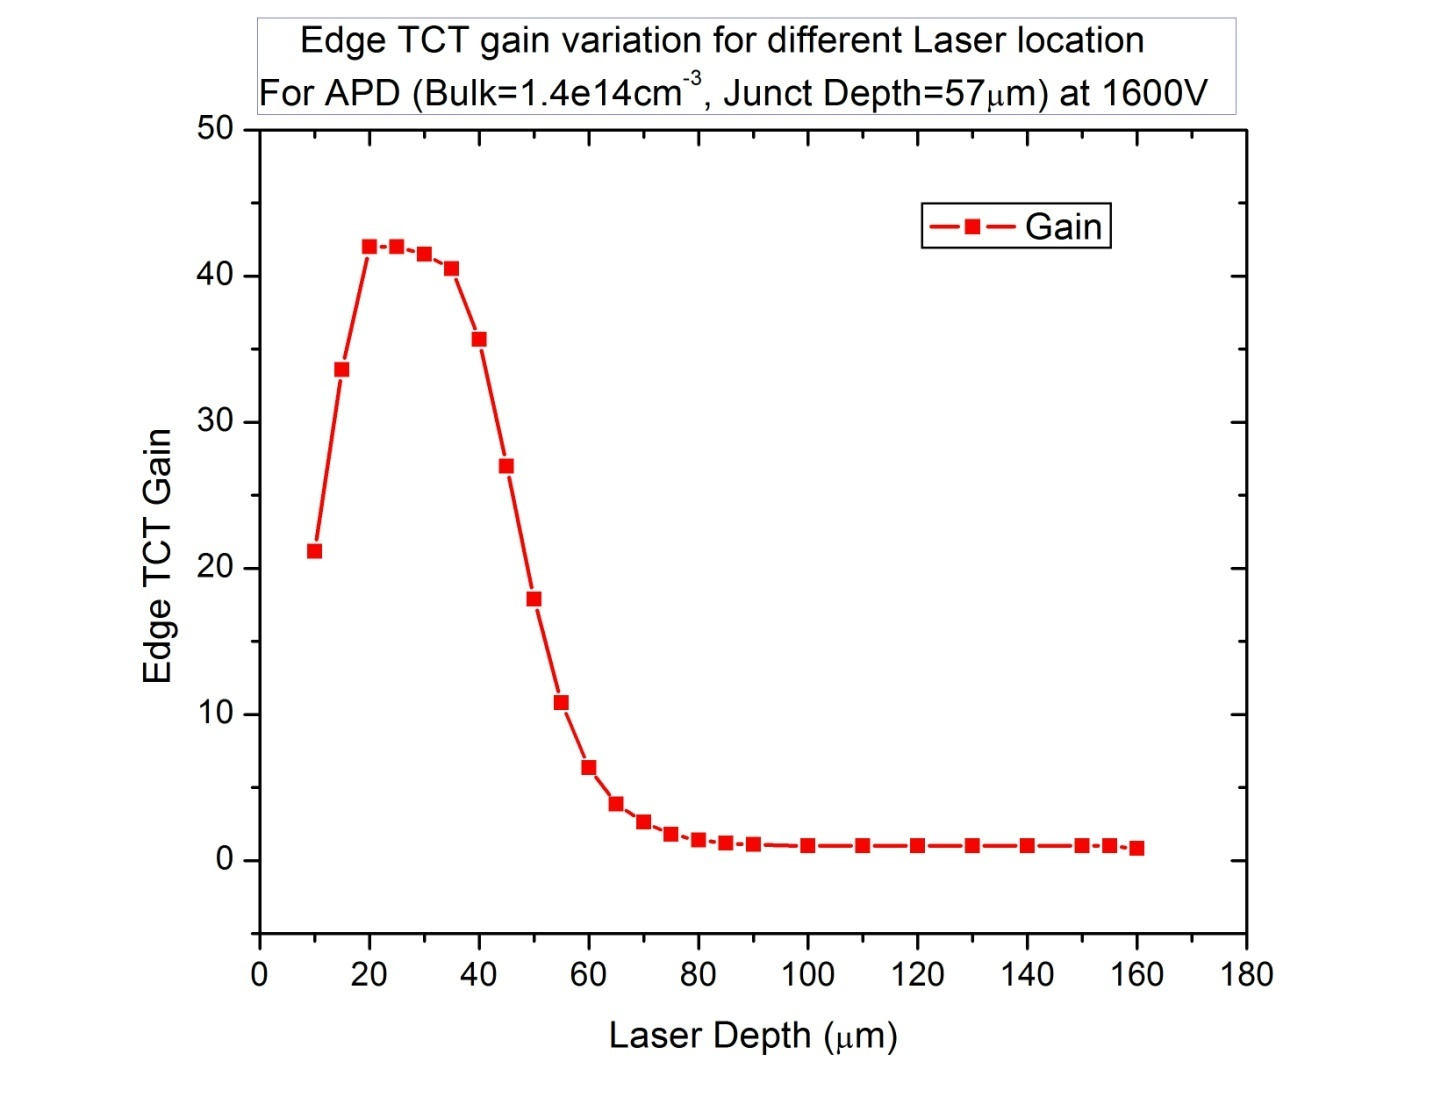 Edge TCT gain variation for different Laser location
For APD (Bulk=1.4e14cm⁻³, Junct Depth=57μm) at 1600V
50
40
30
20
10
0
Gain
Edge TCT Gain
0 20 40 60 80 100 120 140 160 180
Laser Depth (μm)